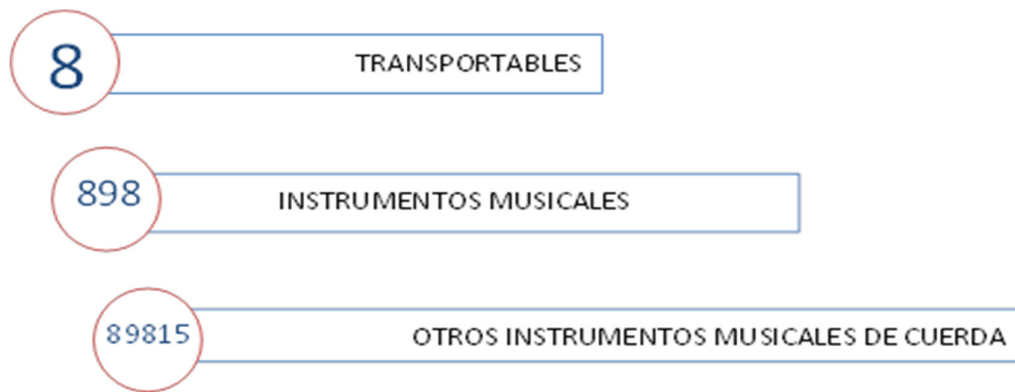 8 TRANSPORTABLES
898 INSTRUMENTOS MUSICALES
89815 OTROS INSTRUMENTOS MUSICALES DE CUERDA